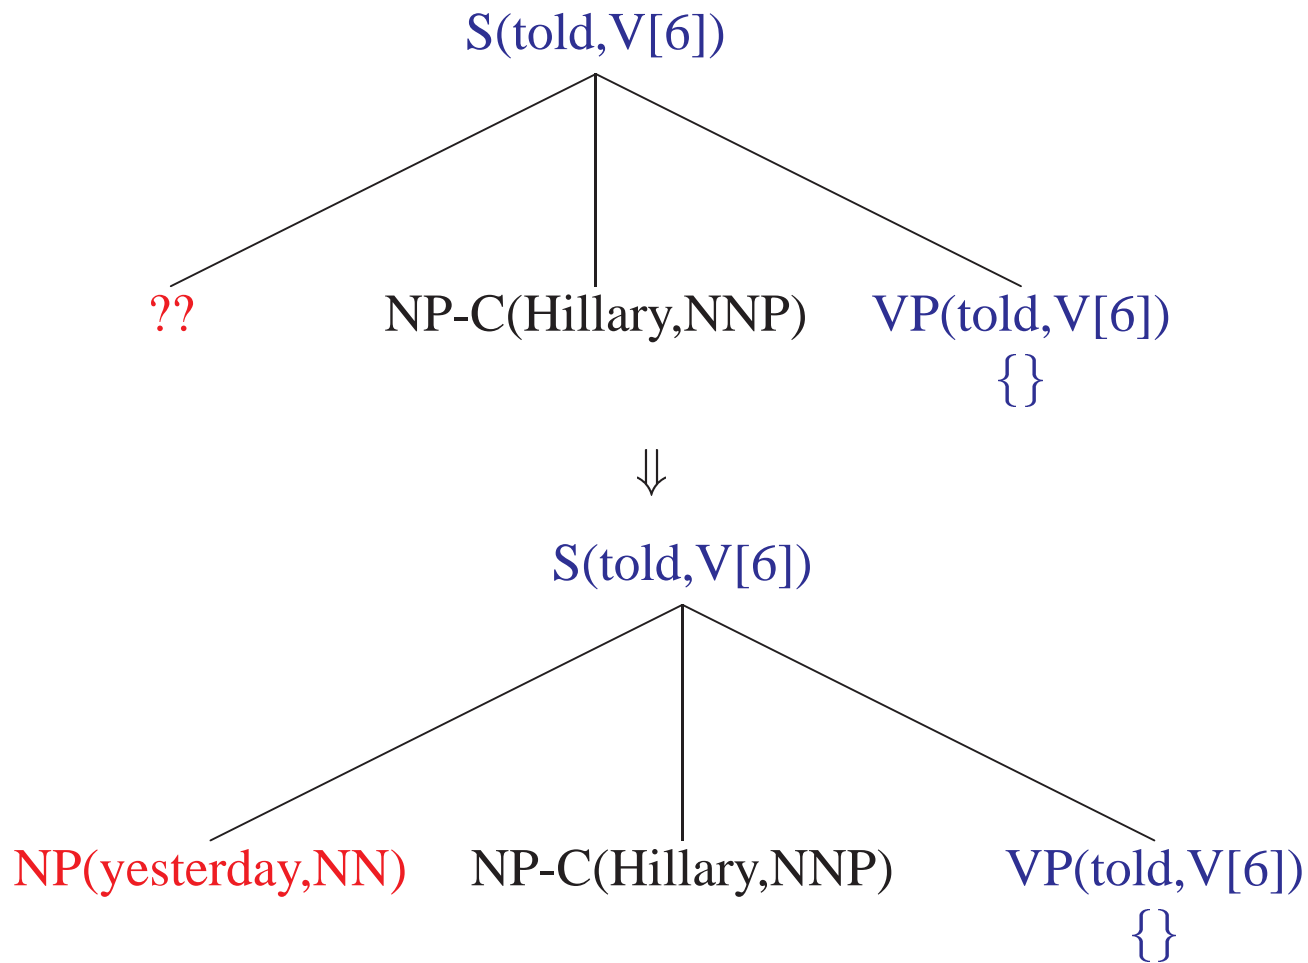 S(told,V[6])
?? NP-C(Hillary,NNP) VP(told,V[6])
{}
⇓
S(told,V[6])
NP(yesterday,NN) NP-C(Hillary,NNP) VP(told,V[6])
{}